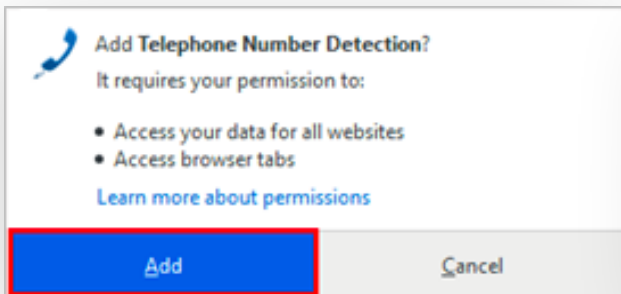 Add Telephone Number Detection?
It requires your permission to:
• Access your data for all websites
• Access browser tabs
Learn more about permissions
Add
Cancel